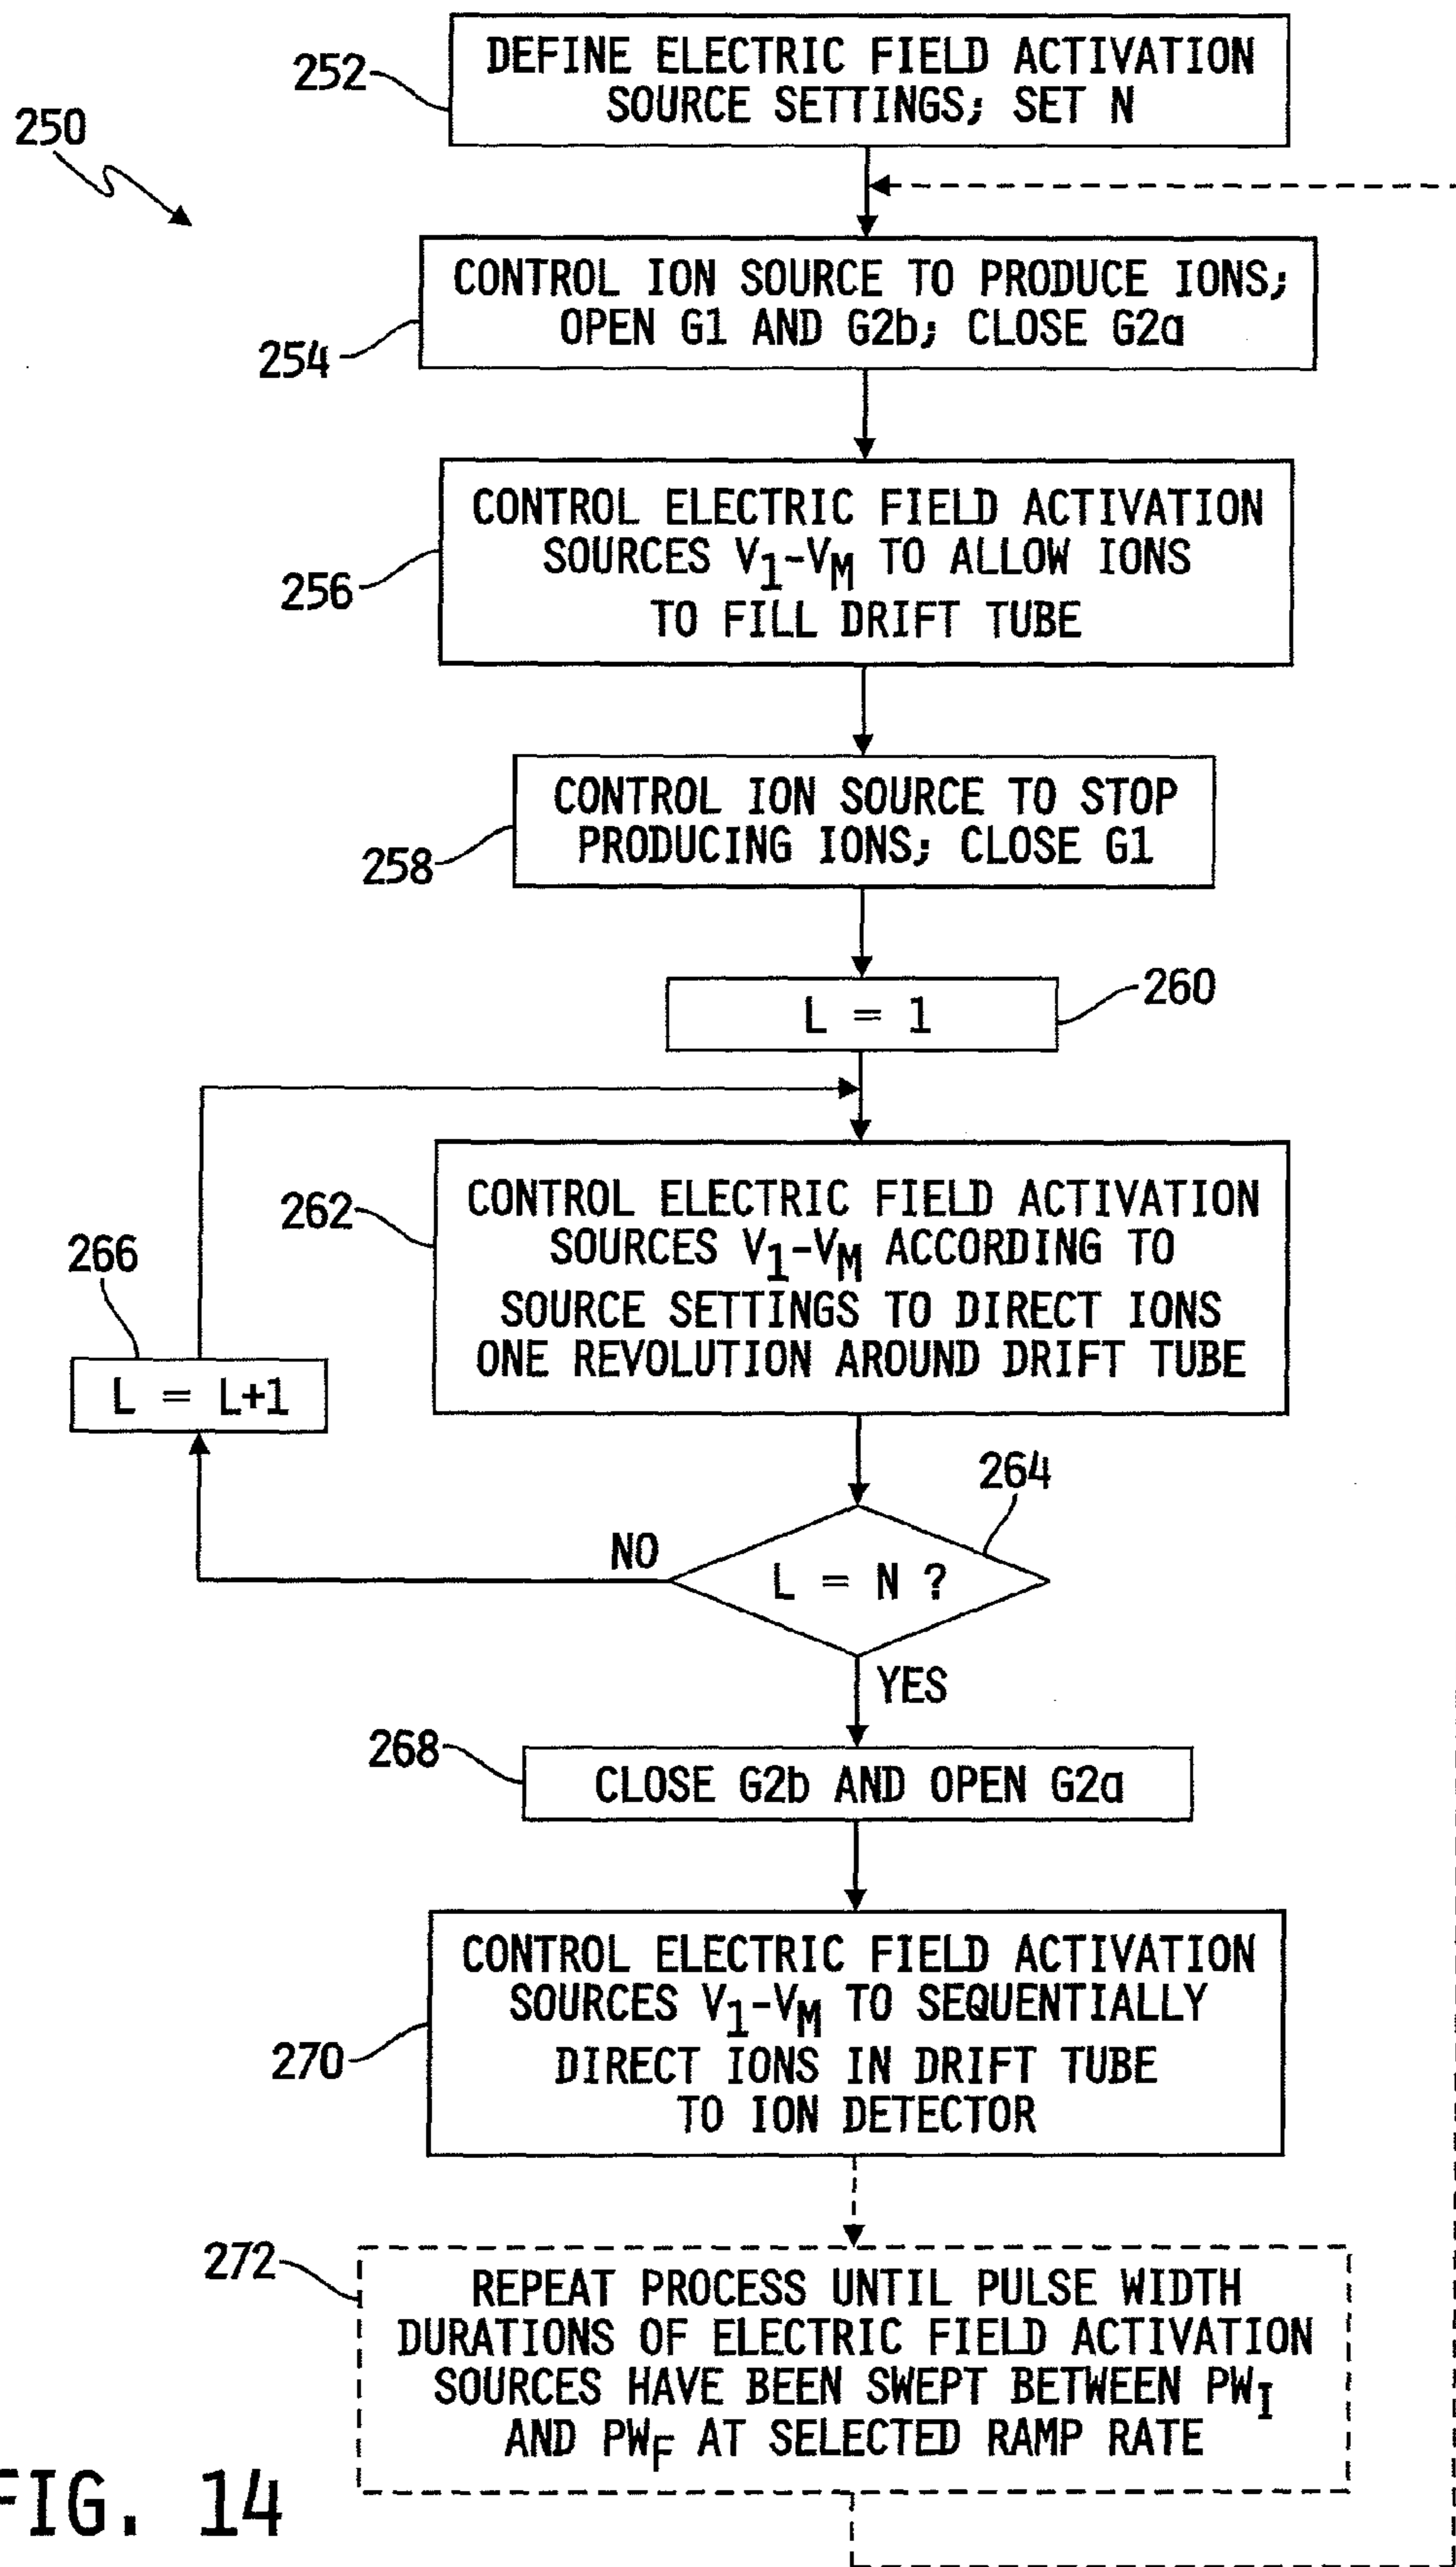 252
DEFINE ELECTRIC FIELD ACTIVATION
SOURCE SETTINGS; SET N
250
CONTROL ION SOURCE TO PRODUCE IONS;
OPEN G1 AND G2b; CLOSE G2a
254
CONTROL ELECTRIC FIELD ACTIVATION
SOURCES V1-VM TO ALLOW IONS
TO FILL DRIFT TUBE
256
CONTROL ION SOURCE TO STOP
PRODUCING IONS; CLOSE G1
258
L = 1
260
262
CONTROL ELECTRIC FIELD ACTIVATION
SOURCES V1-VM ACCORDING TO
SOURCE SETTINGS TO DIRECT IONS
ONE REVOLUTION AROUND DRIFT TUBE
266
L = L+1
264
NO
L = N ?
YES
268
CLOSE G2b AND OPEN G2a
CONTROL ELECTRIC FIELD ACTIVATION
SOURCES V1-VM TO SEQUENTIALLY
DIRECT IONS IN DRIFT TUBE
TO ION DETECTOR
270
272
REPEAT PROCESS UNTIL PULSE WIDTH
DURATIONS OF ELECTRIC FIELD ACTIVATION
SOURCES HAVE BEEN SWEPT BETWEEN PWI
AND PWF AT SELECTED RAMP RATE
FIG. 14